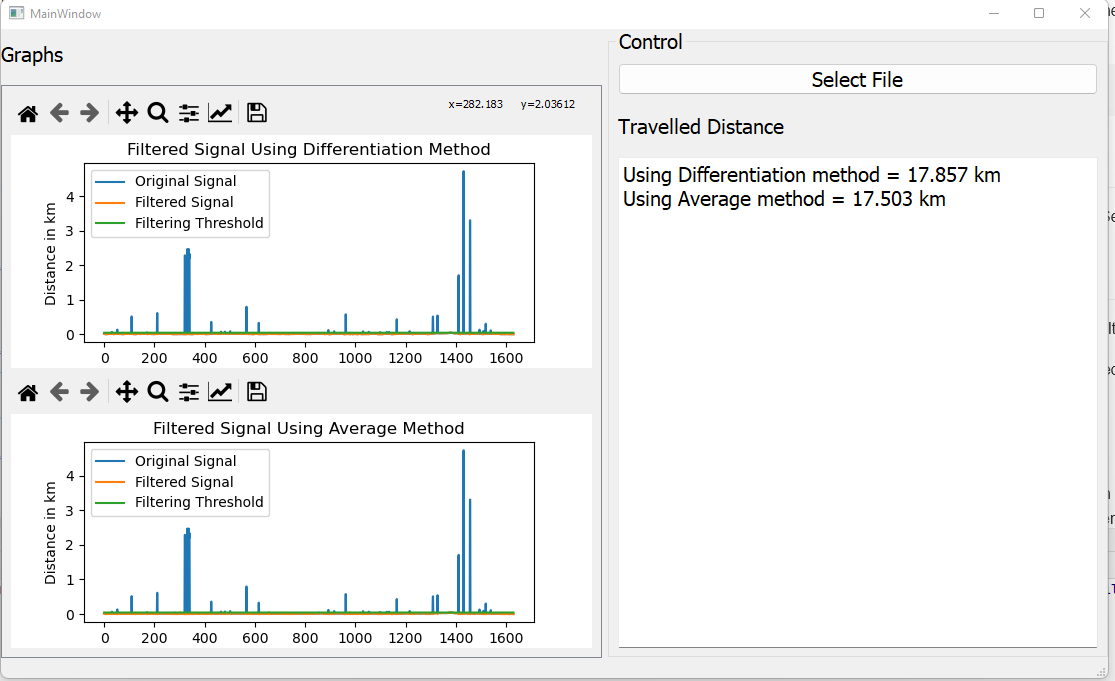 MainWindow
Graphs
x=282.183 y=2.03612
Filtered Signal Using Differentiation Method
Original Signal
Filtered Signal
Filtering Threshold
Distance in km
4
3
2
1
0
0 200 400 600 800 1000 1200 1400 1600
Filtered Signal Using Average Method
Original Signal
Filtered Signal
Filtering Threshold
Distance in km
4
3
2
1
0
0 200 400 600 800 1000 1200 1400 1600
Control
Select File
Travelled Distance
Using Differentiation method = 17.857 km
Using Average method = 17.503 km